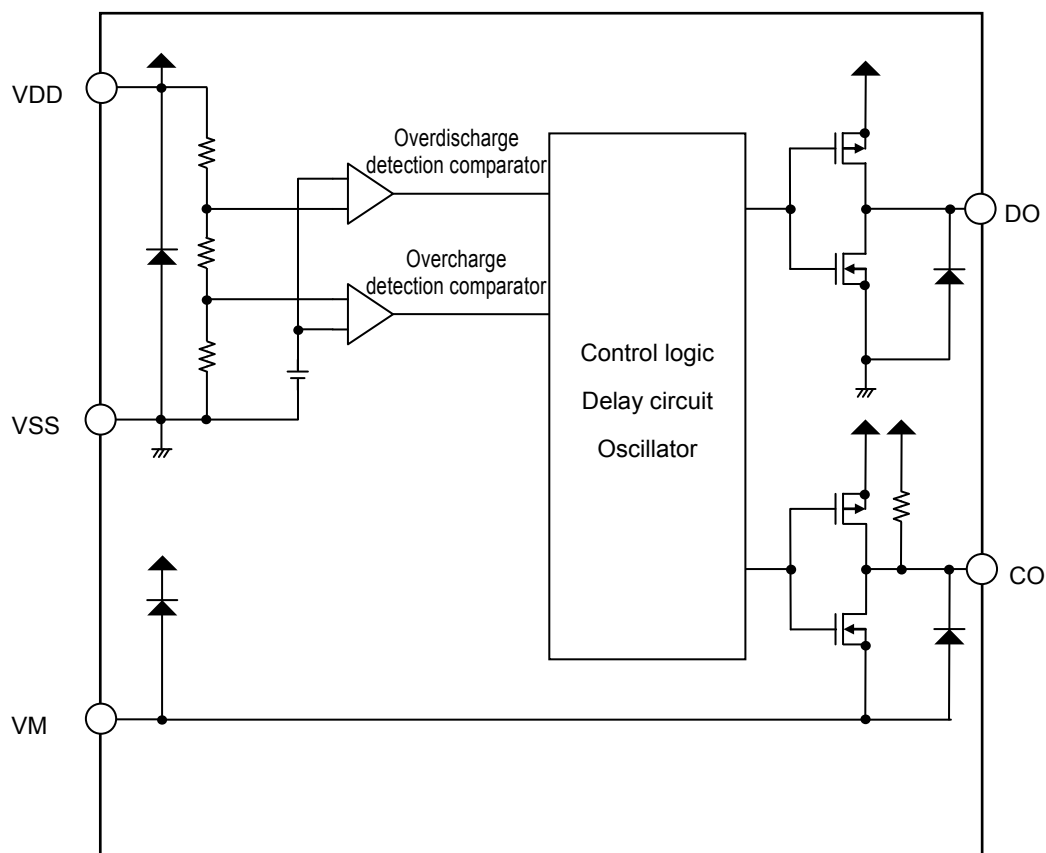 VDD
Overdischarge
detection comparator
DO
Overcharge
detection comparator
Control logic
Delay circuit
Oscillator
VSS
CO
VM